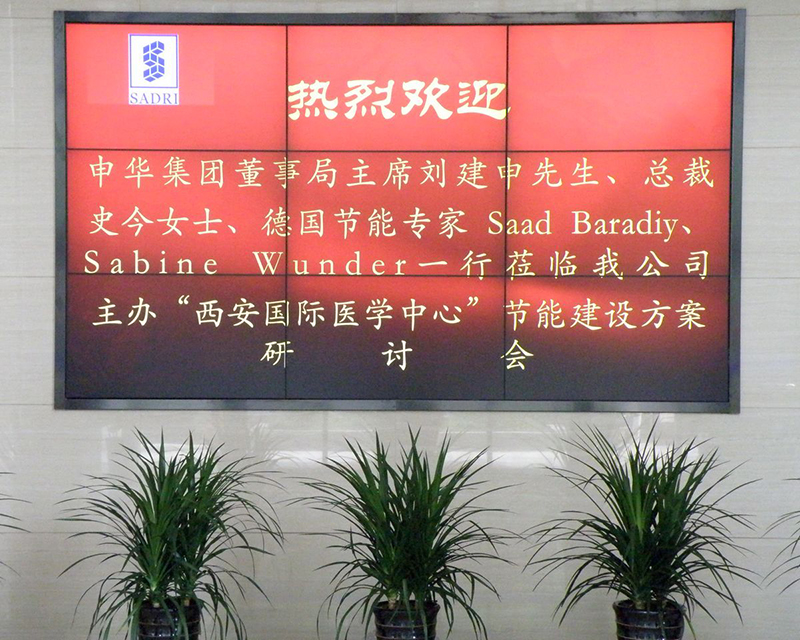 SADRI
热烈欢迎
申华集团董事局主席刘建申先生、总裁
史今女士、德国节能专家 Saad Baradiy、
Sabine Wunder一行莅临我公司
主办“西安国际医学中心”节能建设方案
研讨会